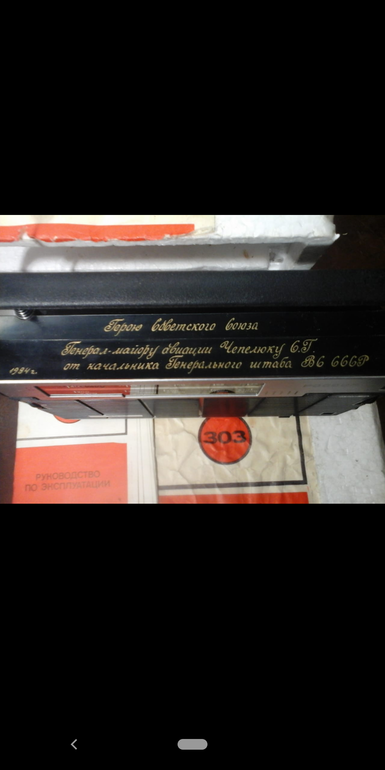 Герою Советского Союза
Генерал-майору авиации Чепелюку С.Г.
от начальника Генерального штаба ВС СССР
1984г.
303
РУКОВОДСТВО
ПО ЭКСПЛУАТАЦИИ